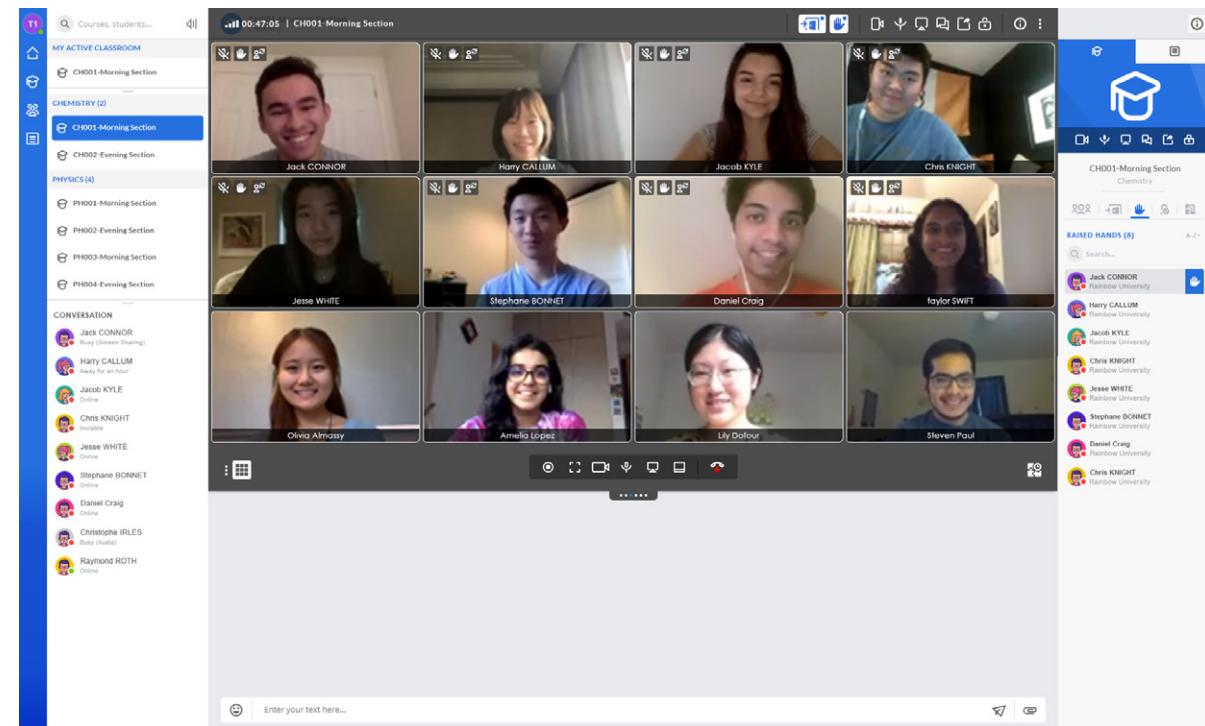 T1
Courses, students...
MY ACTIVE CLASSROOM
CH001-Morning Section
CHEMISTRY (2)
CH001-Morning Section
CH002-Evening Section
PHYSICS (4)
PH001-Morning Section
PH002-Evening Section
PH003-Morning Section
PH004-Evening Section
CONVERSATION
Jack CONNOR
Busy (Screen Sharing)
Harry CALLUM
Away for an hour
Jacob KYLE
Online
Chris KNIGHT
Invisible
Jesse WHITE
Online
Stephane BONNET
Online
Daniel Craig
Online
Christophe IRLES
Busy (Audio)
Raymond ROTH
Online
00:47:05 | CH001-Morning Section
Jack CONNOR
Harry CALLUM
Jacob KYLE
Chris KNIGHT
Jesse WHITE
Stephane BONNET
Daniel Craig
taylor SWIFT
Olivia Almassy
Amelia Lopez
Lily Dofour
Steven Paul
Enter your text here...
CH001-Morning Section
Chemistry
RAISED HANDS (8)
A-Z
Search...
Jack CONNOR
Rainbow University
Harry CALLUM
Rainbow University
Jacob KYLE
Rainbow University
Chris KNIGHT
Rainbow University
Jesse WHITE
Rainbow University
Stephane BONNET
Rainbow University
Daniel Craig
Rainbow University
Chris KNIGHT
Rainbow University